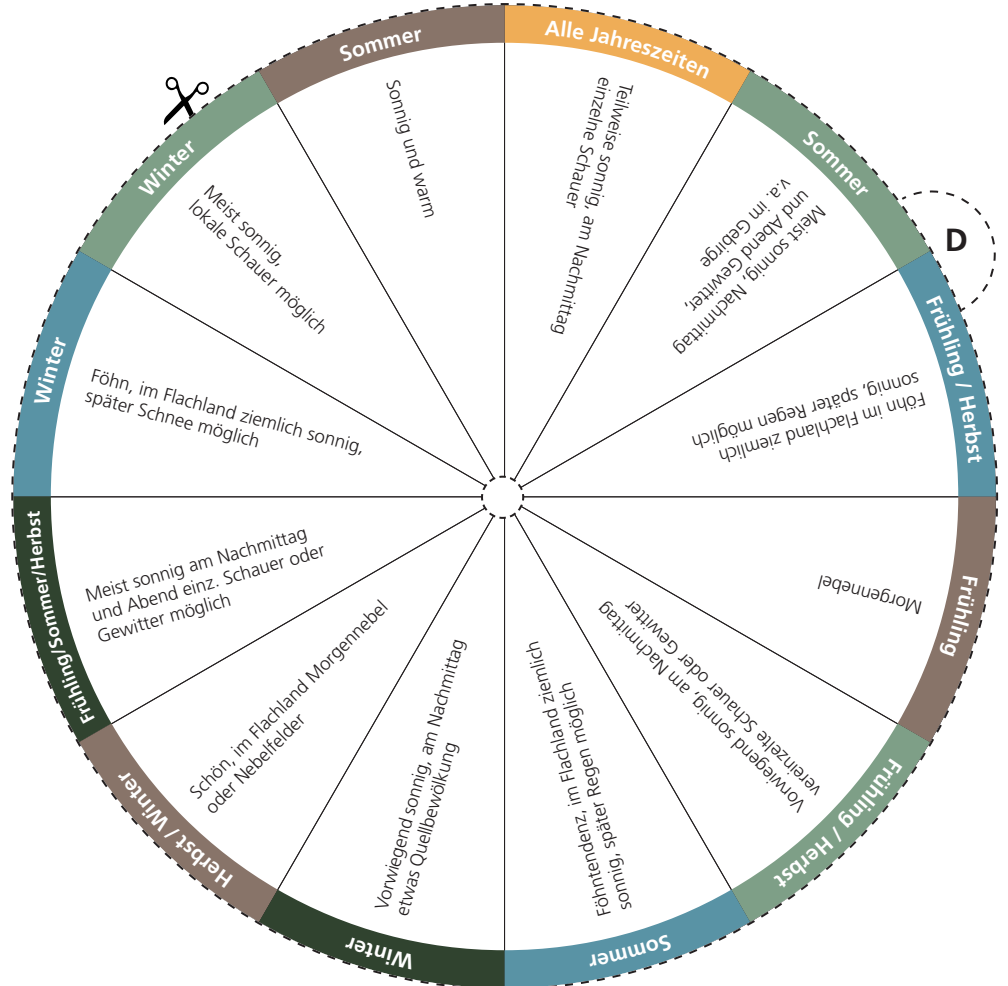 Alle Jahreszeiten
Teilweise sonnig, am Nachmittag
einzelne Schauer
Sommer
Meist sonnig, Nachmittag
und Abend Gewitter,
v.a. im Gebirge
D
Frühling / Herbst
Föhn im Flachland ziemlich
sonnig, später Regen möglich
Frühling
Morgennebel
Frühling / Herbst
Vorwiegend sonnig, am Nachmittag
vereinzelte Schauer oder Gewitter
Sommer
Föhntendenz, im Flachland ziemlich
sonnig, später Regen möglich
Winter
Vorwiegend sonnig, am Nachmittag
etwas Quellbewölkung
Herbst / Winter
Schön, im Flachland Morgennebel
oder Nebelfelder
Frühling/Sommer/Herbst
Meist sonnig am Nachmittag
und Abend einz. Schauer oder
Gewitter möglich
Winter
Föhn, im Flachland ziemlich sonnig,
später Schnee möglich
Winter
Meist sonnig,
lokale Schauer möglich
Sommer
Sonnig und warm